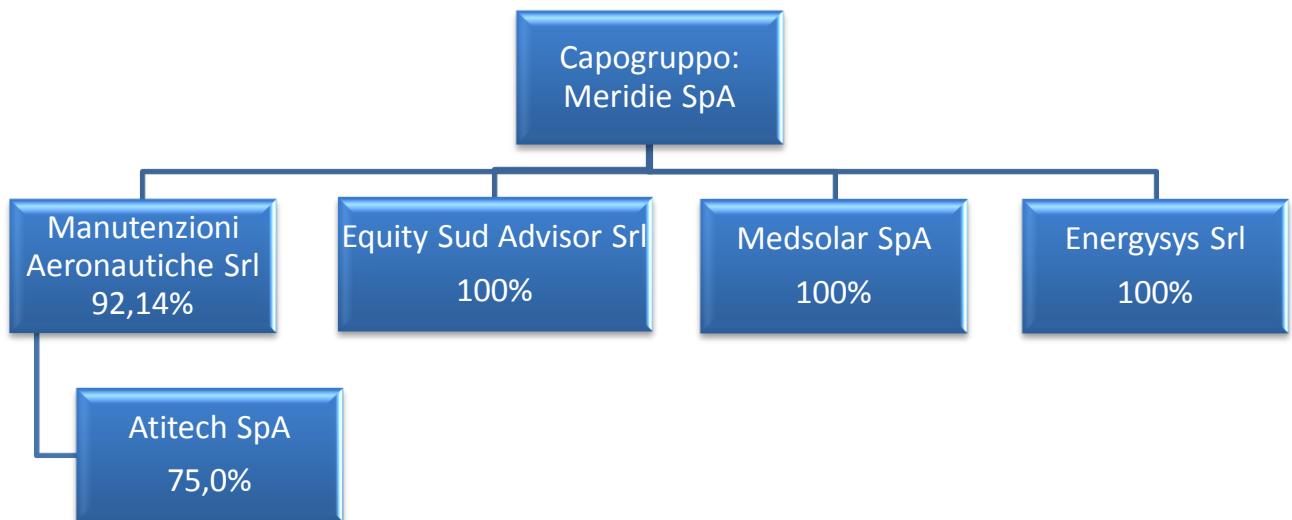 Capogruppo:
Meridie SpA
Manutenzioni
Aeronautiche Srl
92,14%
Equity Sud Advisor Srl
100%
Medsolar SpA
100%
Energysys Srl
100%
Atitech SpA
75,0%